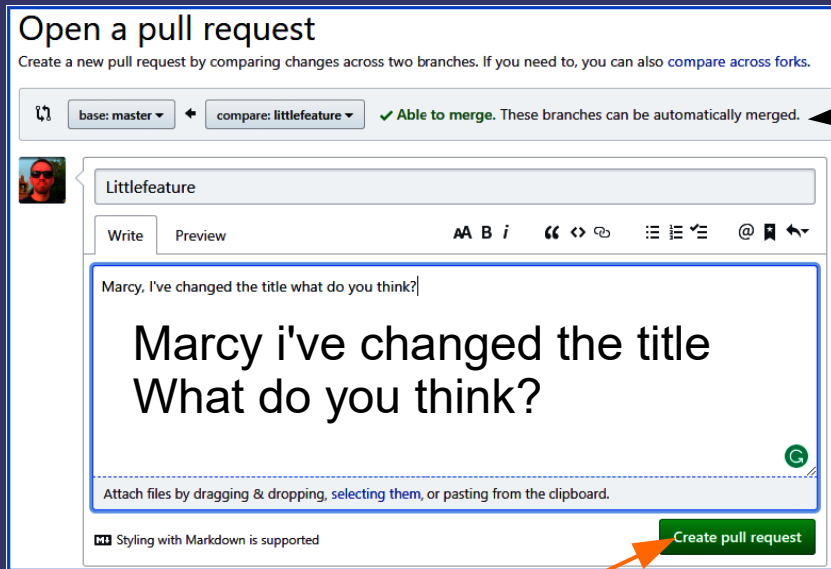 Open a pull request
Create a new pull request by comparing changes across two branches. If you need to, you can also compare across forks.
base: master compare: littlefeature Able to merge. These branches can be automatically merged.
Littlefeature
Write Preview AA B i “ <> @
Marcy, I've changed the title what do you think?
Marcy i've changed the title
What do you think?
G
Attach files by dragging & dropping, selecting them, or pasting from the clipboard.
M↓ Styling with Markdown is supported
Create pull request